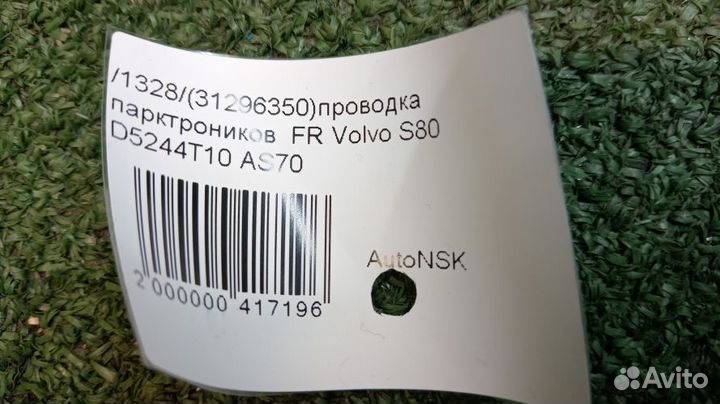 /1328/(31296350)проводка
парктроников FR Volvo S80
D5244T10 AS70
AutoNSK
2 000000 417196
Avito